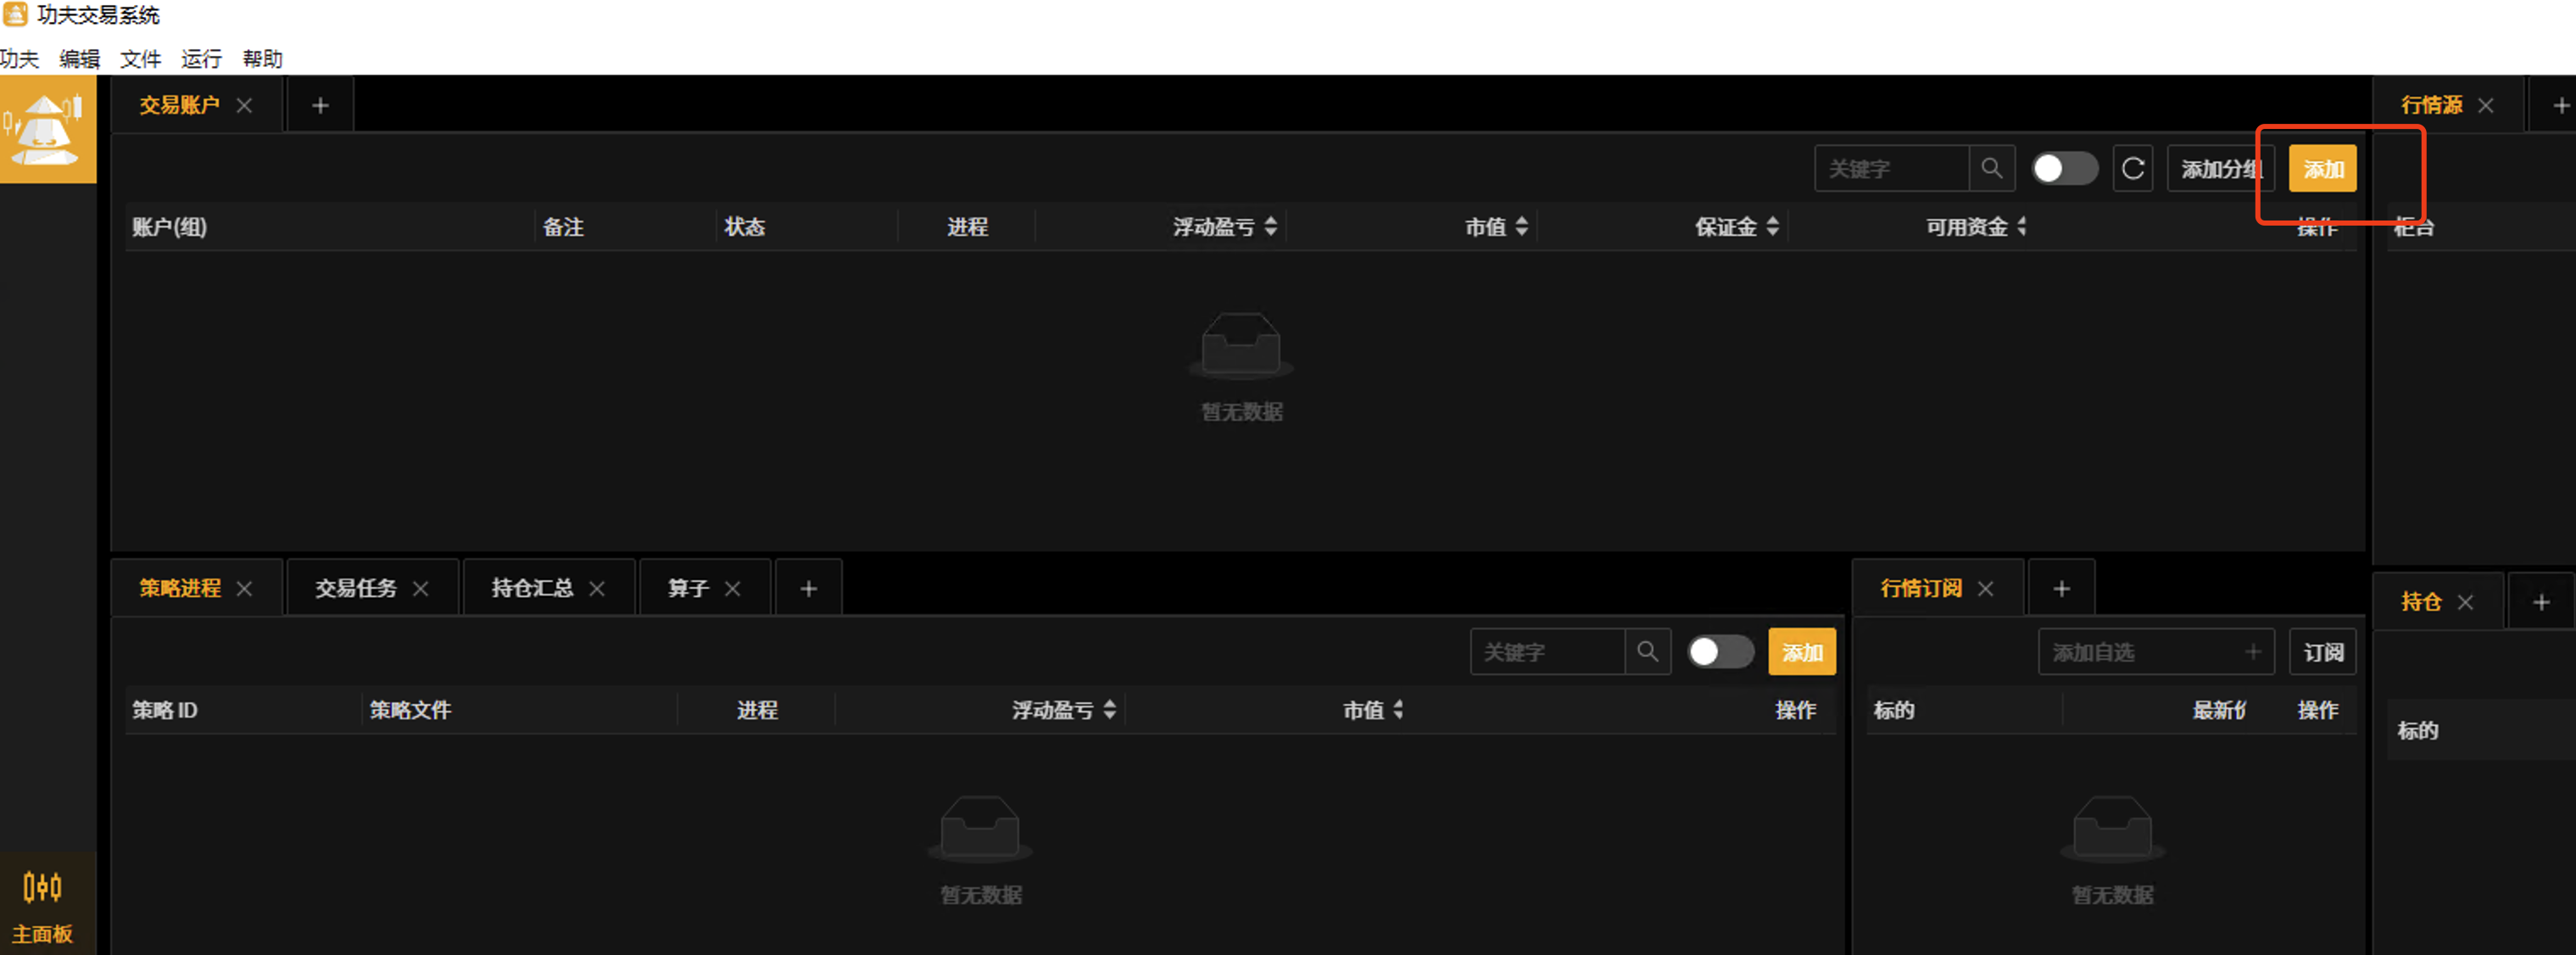 功夫交易系统
功夫 编辑 文件 运行 帮助
交易账户
行情源
关键字 添加分组 添加
账户(组) 备注 状态 进程 浮动盈亏 市值 保证金 可用资金 操作 柜台
暂无数据
策略进程 交易任务 持仓汇总 算子
行情订阅
持仓
关键字 添加
添加自选 订阅
策略 ID 策略文件 进程 浮动盈亏 市值 操作
标的 最新价 操作
标的
暂无数据
暂无数据
主面板